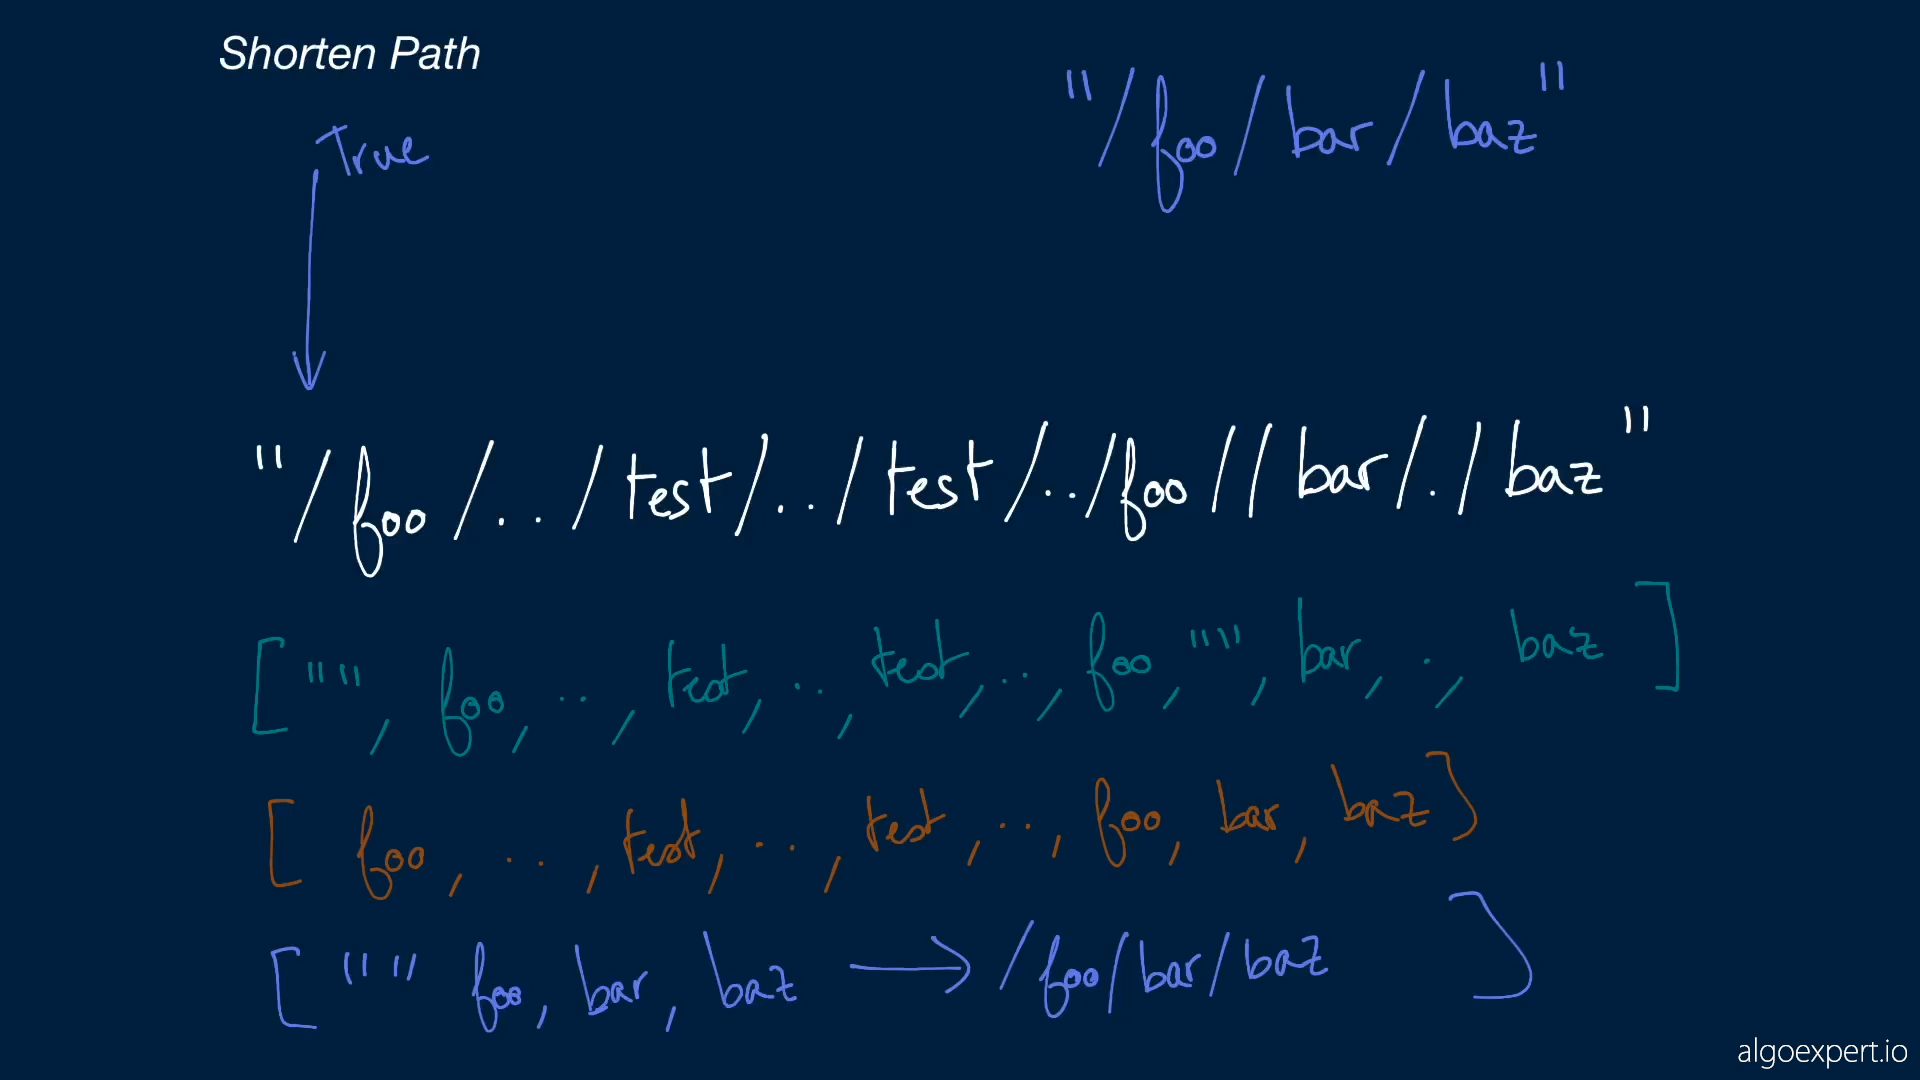 Shorten Path
"/foo/bar/baz"
True
"/foo/../test/../test/../foo//bar/./baz"
["", foo, .., test, .., test, .., foo, "", bar, ., baz]
[foo, .., test, .., test, .., foo, bar, baz]
["" foo, bar, baz → /foo/bar/baz ]
algoexpert.io